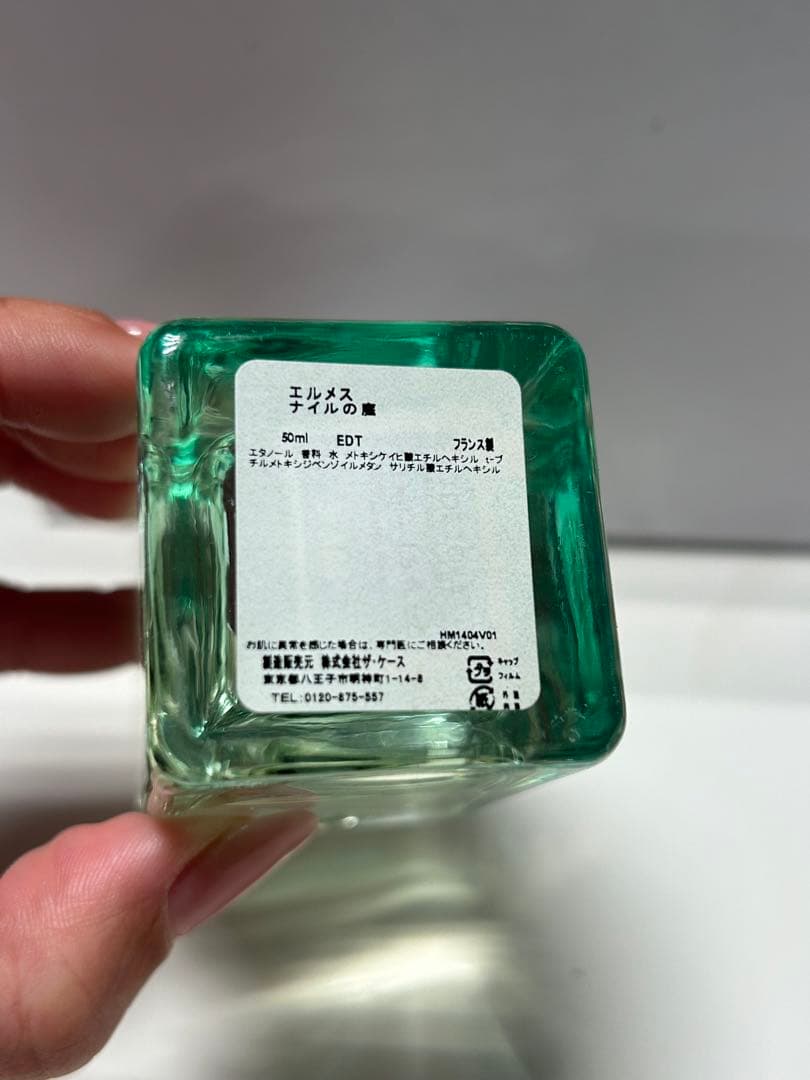 エルメス
ナイルの庭
50ml EDT フランス製
エタノール 香料 水 メトキシケイヒ酸エチルヘキシル t-ブ
チルメトキシジベンゾイルメタン サリチル酸エチルヘキシル
HM1404V01
お肌に異常を感じた場合は、専門医にご相談ください。
製造販売元 株式会社ザ・ケース
東京都八王子市明神町1-14-8
TEL:0120-875-557
プラ
キャップ
フィルム
紙